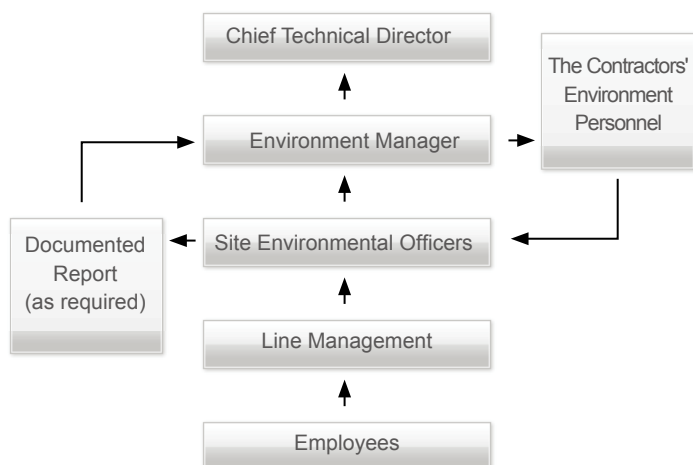 Chief Technical Director
The Contractors'
Environment
Personnel
Environment Manager
Documented
Report
(as required)
Site Environmental Officers
Line Management
Employees